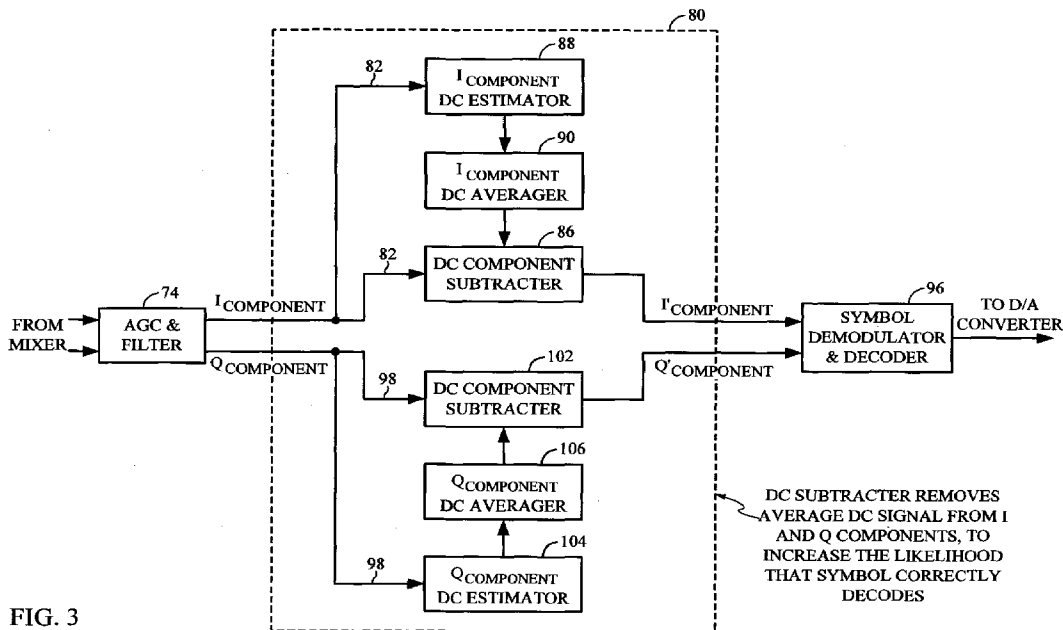 80
88
82
I COMPONENT
DC ESTIMATOR
90
I COMPONENT
DC AVERAGER
86
82
DC COMPONENT
SUBTRACTER
74
I COMPONENT
I' COMPONENT
96
FROM
MIXER
AGC &
FILTER
SYMBOL
DEMODULATOR
& DECODER
TO D/A
CONVERTER
Q COMPONENT
102
Q' COMPONENT
98
DC COMPONENT
SUBTRACTER
106
Q COMPONENT
DC AVERAGER
104
98
Q COMPONENT
DC ESTIMATOR
DC SUBTRACTER REMOVES
AVERAGE DC SIGNAL FROM I
AND Q COMPONENTS, TO
INCREASE THE LIKELIHOOD
THAT SYMBOL CORRECTLY
DECODES
FIG. 3